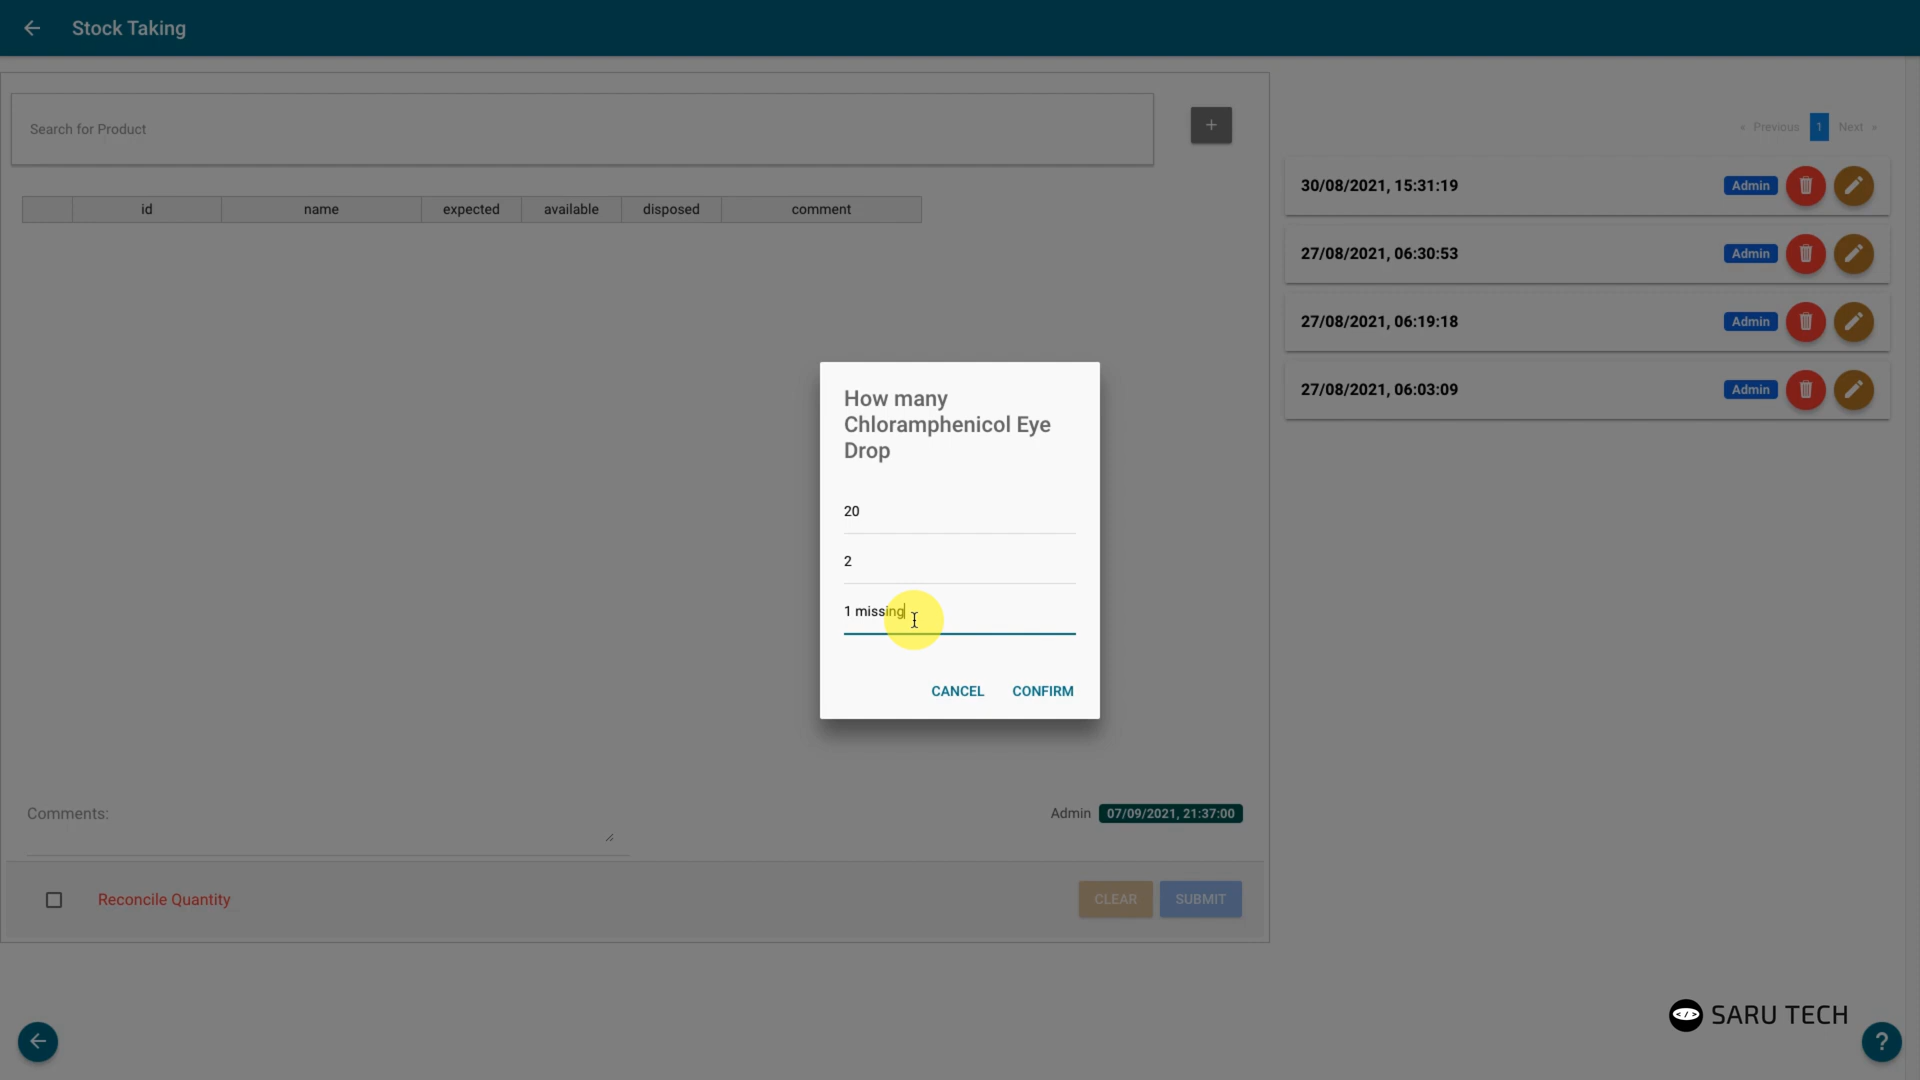 Stock Taking
Search for Product
+
« Previous 1 Next »
id name expected available disposed comment
30/08/2021, 15:31:19 Admin
27/08/2021, 06:30:53 Admin
27/08/2021, 06:19:18 Admin
27/08/2021, 06:03:09 Admin
How many
Chloramphenicol Eye
Drop
20
2
1 missing
CANCEL CONFIRM
Comments:
Admin 07/09/2021, 21:37:00
Reconcile Quantity
CLEAR SUBMIT
</> SARU TECH
?